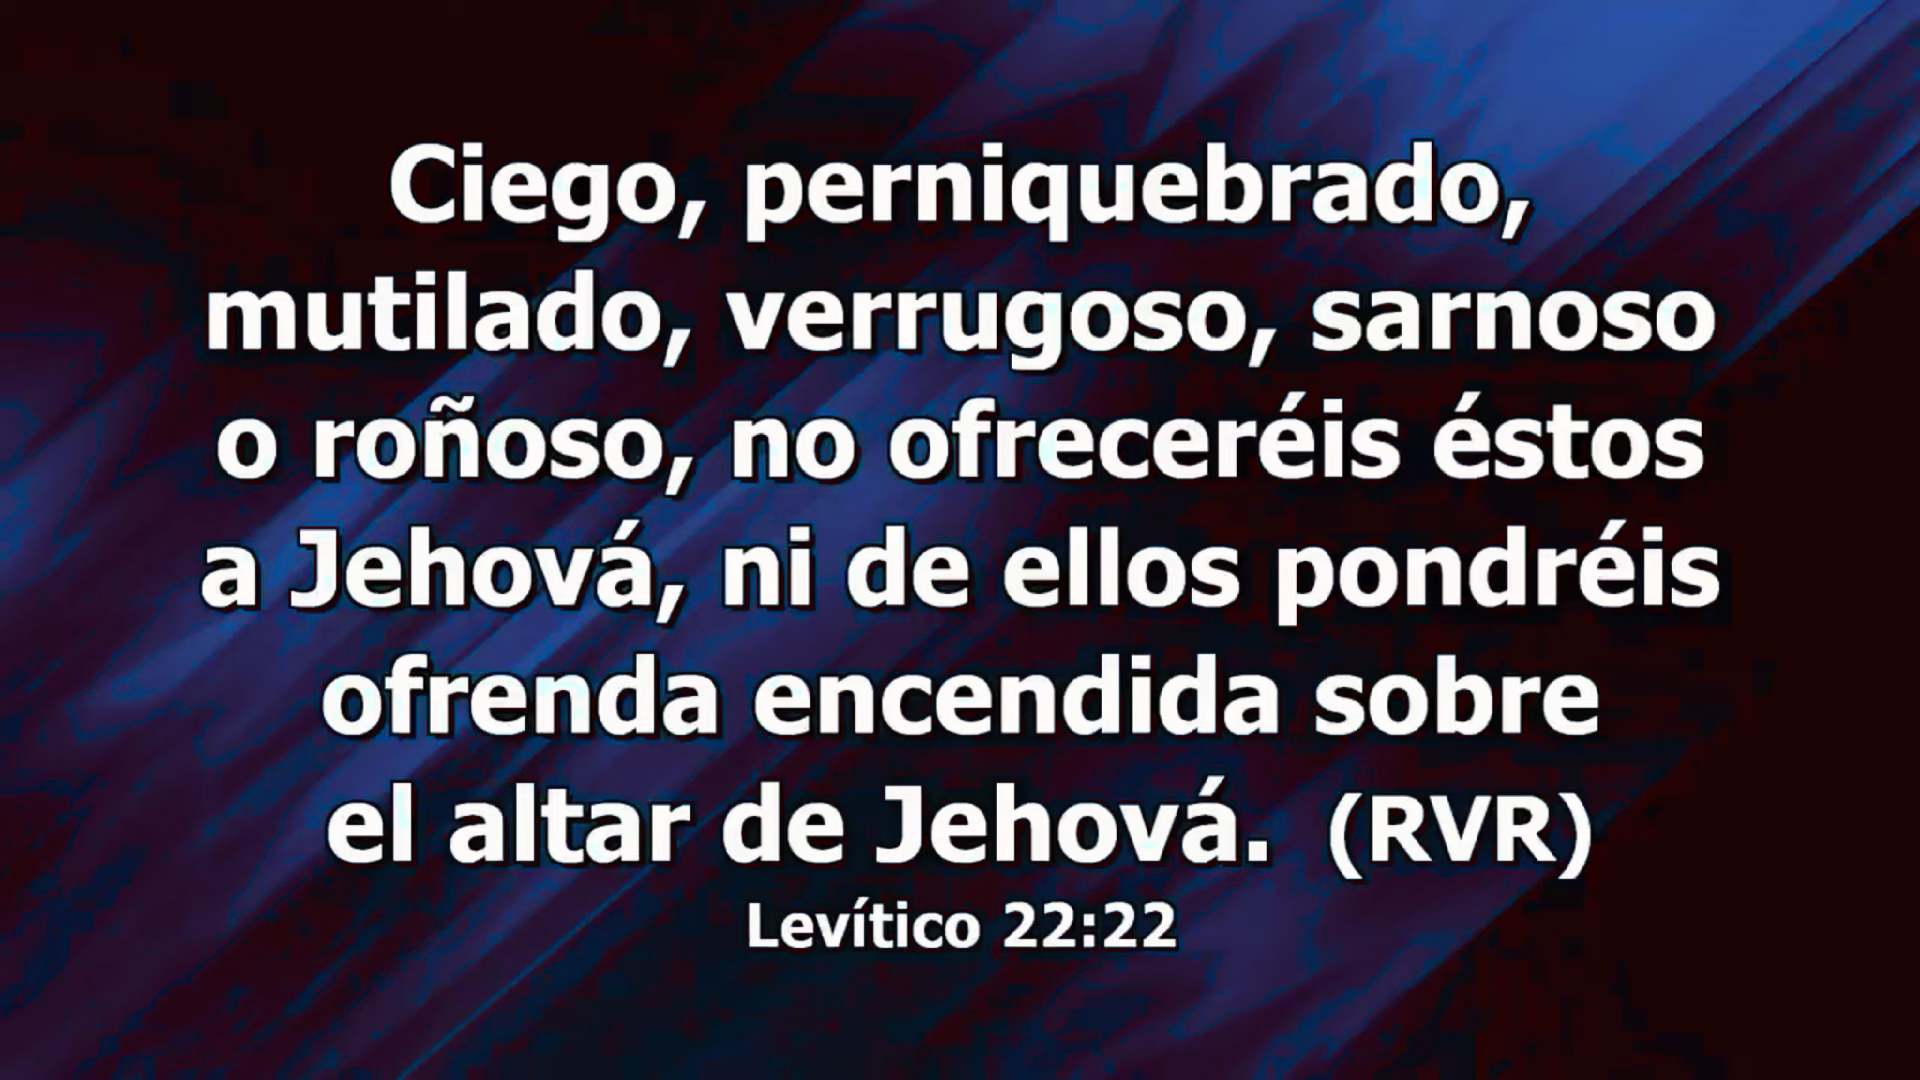 Ciego, perniquebrado,
mutilado, verrugoso, sarnoso
o roñoso, no ofreceréis éstos
a Jehová, ni de ellos pondréis
ofrenda encendida sobre
el altar de Jehová.  (RVR)
Levítico 22:22